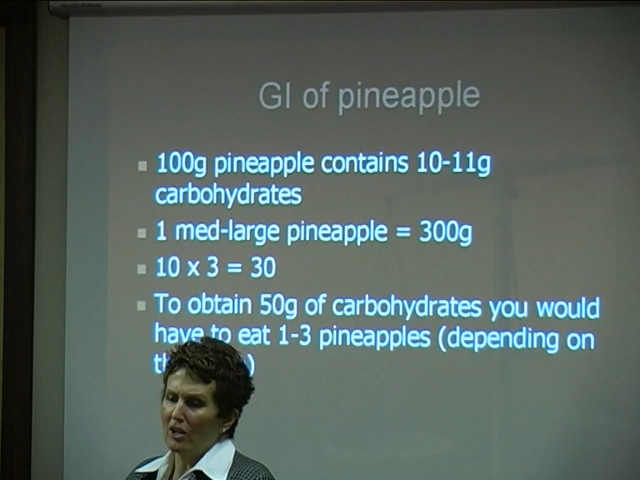 GI of pineapple
100g pineapple contains 10-11g
carbohydrates
1 med-large pineapple = 300g
10 x 3 = 30
To obtain 50g of carbohydrates you would
have to eat 1-3 pineapples (depending on
)